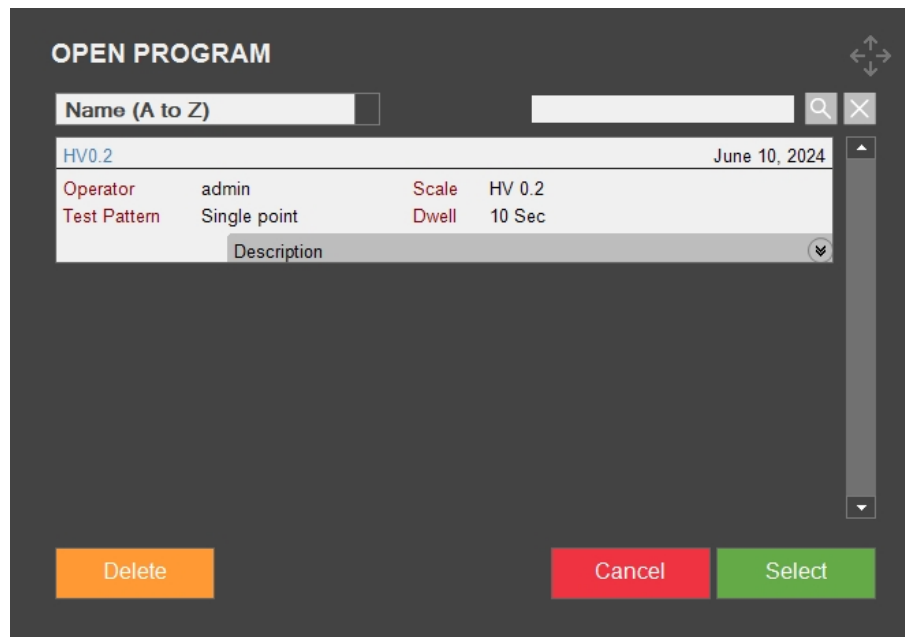 OPEN PROGRAM
Name (A to Z)
HV0.2 June 10, 2024
Operator admin Scale HV 0.2
Test Pattern Single point Dwell 10 Sec
Description
Delete Cancel Select